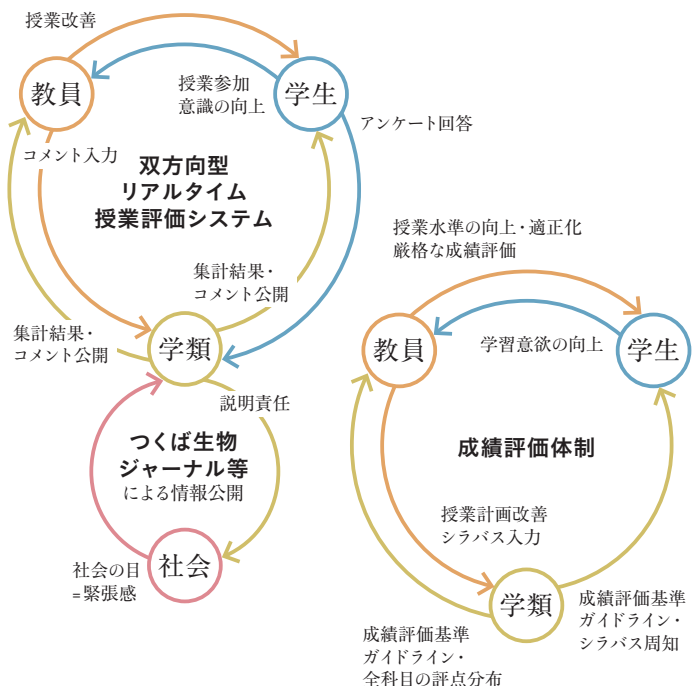 授業改善
教員
学生
授業参加
意識の向上
アンケート回答
コメント入力
双方向型
リアルタイム
授業評価システム
集計結果・
コメント公開
集計結果・
コメント公開
学類
説明責任
つくば生物
ジャーナル等
による情報公開
社会
社会の目
=緊張感
授業水準の向上・適正化
厳格な成績評価
教員
学生
学習意欲の向上
成績評価体制
授業計画改善
シラバス入力
学類
成績評価基準
ガイドライン・
シラバス周知
成績評価基準
ガイドライン・
全科目の評点分布